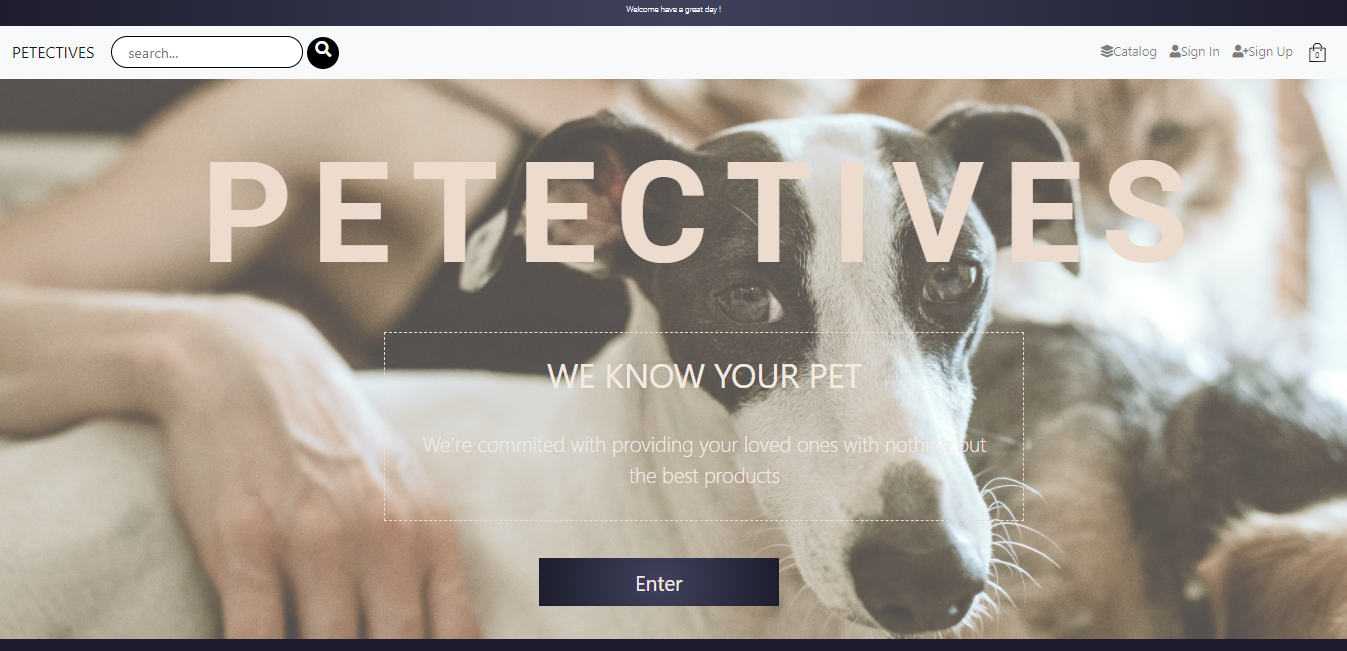 Welcome have a great day !
PETECTIVES
search...
Catalog
Sign In
Sign Up
0
PETECTIVES
WE KNOW YOUR PET
We're commited with providing your loved ones with nothing but
the best products
Enter